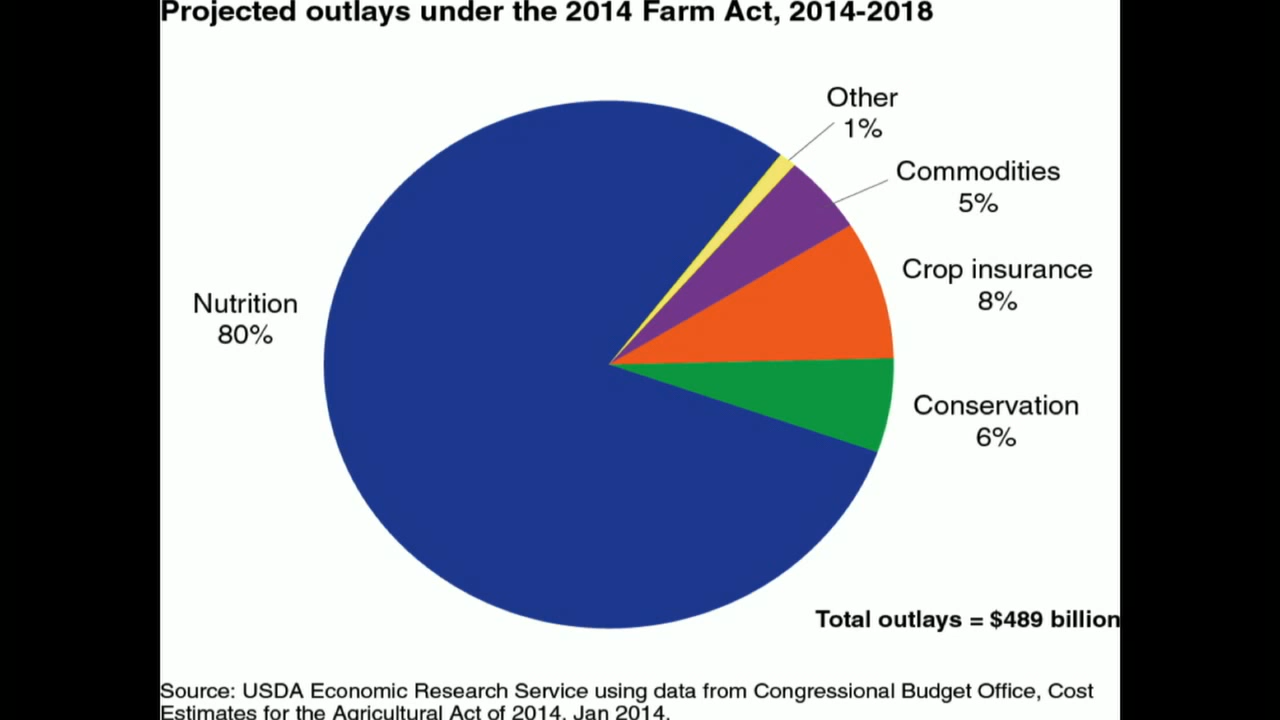 Projected outlays under the 2014 Farm Act, 2014-2018
Other
1%
Commodities
5%
Crop insurance
8%
Nutrition
80%
Conservation
6%
Total outlays = $489 billion
Source: USDA Economic Research Service using data from Congressional Budget Office, Cost
Estimates for the Agricultural Act of 2014, Jan 2014.